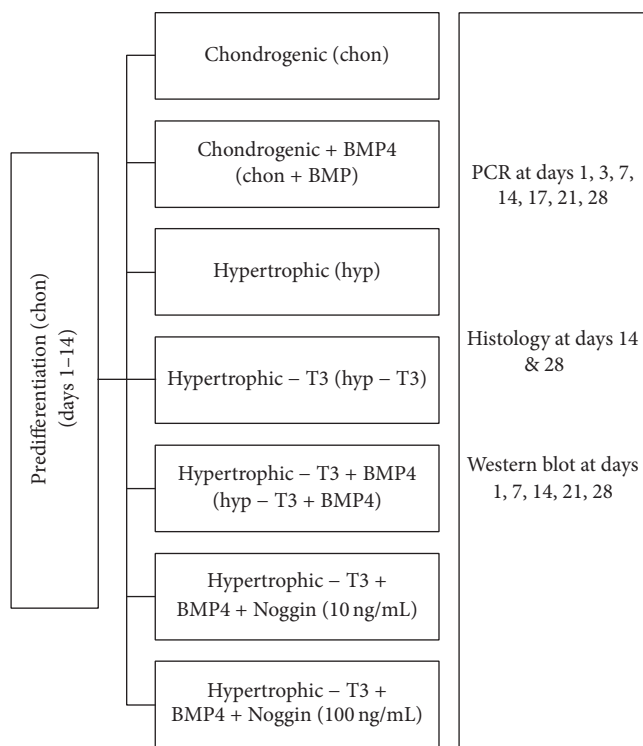 Predifferentiation (chon)
(days 1–14)
Chondrogenic (chon)
Chondrogenic + BMP4
(chon + BMP)
Hypertrophic (hyp)
Hypertrophic − T3 (hyp − T3)
Hypertrophic − T3 + BMP4
(hyp − T3 + BMP4)
Hypertrophic − T3 +
BMP4 + Noggin (10 ng/mL)
Hypertrophic − T3 +
BMP4 + Noggin (100 ng/mL)
PCR at days 1, 3, 7,
14, 17, 21, 28
Histology at days 14
& 28
Western blot at days
1, 7, 14, 21, 28